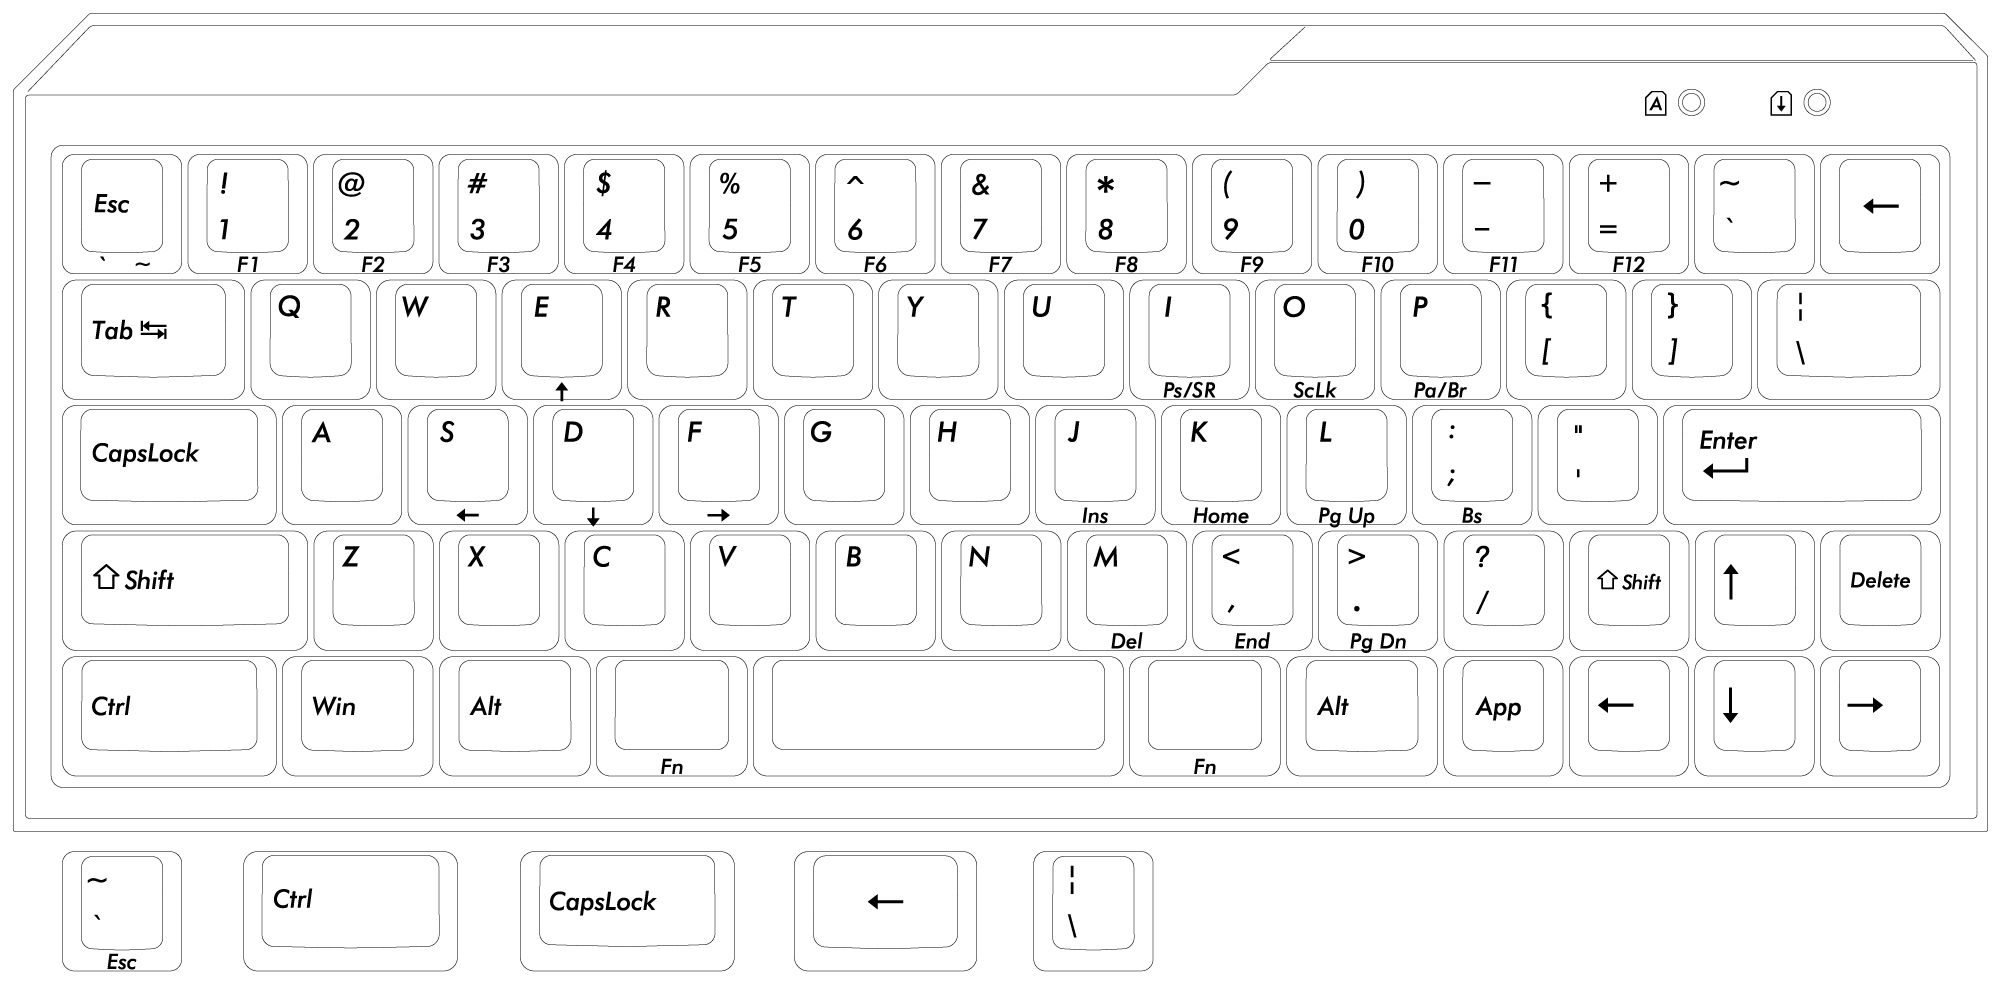 A ↓
Esc ! @ # $ % ^ & * ( ) – + ~ ←
1 2 3 4 5 6 7 8 9 0 - = `
` ~ F1 F2 F3 F4 F5 F6 F7 F8 F9 F10 F11 F12
Tab Q W E R T Y U I O P { } ¦
[ ] \
↑ Ps/SR ScLk Pa/Br
CapsLock A S D F G H J K L : " Enter
; '
← ↓ → Ins Home Pg Up Bs
Shift Z X C V B N M < > ? Shift ↑ Delete
, . /
Del End Pg Dn
Ctrl Win Alt Alt App ← ↓ →
Fn Fn
~ Ctrl CapsLock ← ¦
` \
Esc